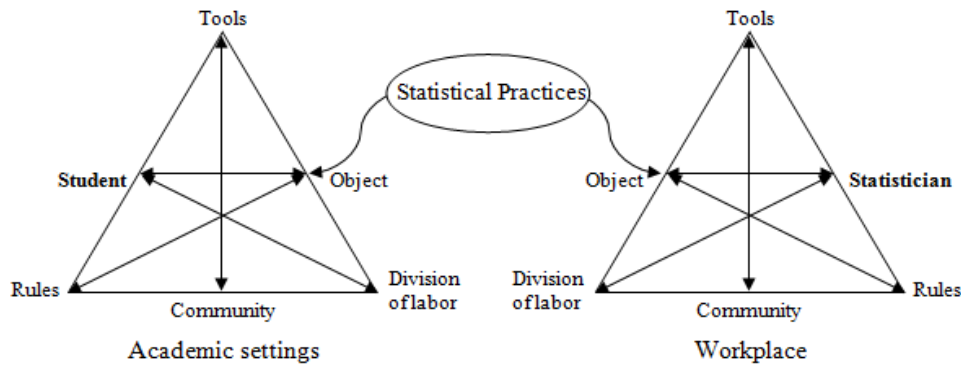 Tools
Tools
Statistical Practices
Student
Object
Object
Statistician
Rules
Division
of labor
Community
Division
of labor
Community
Rules
Academic settings
Workplace